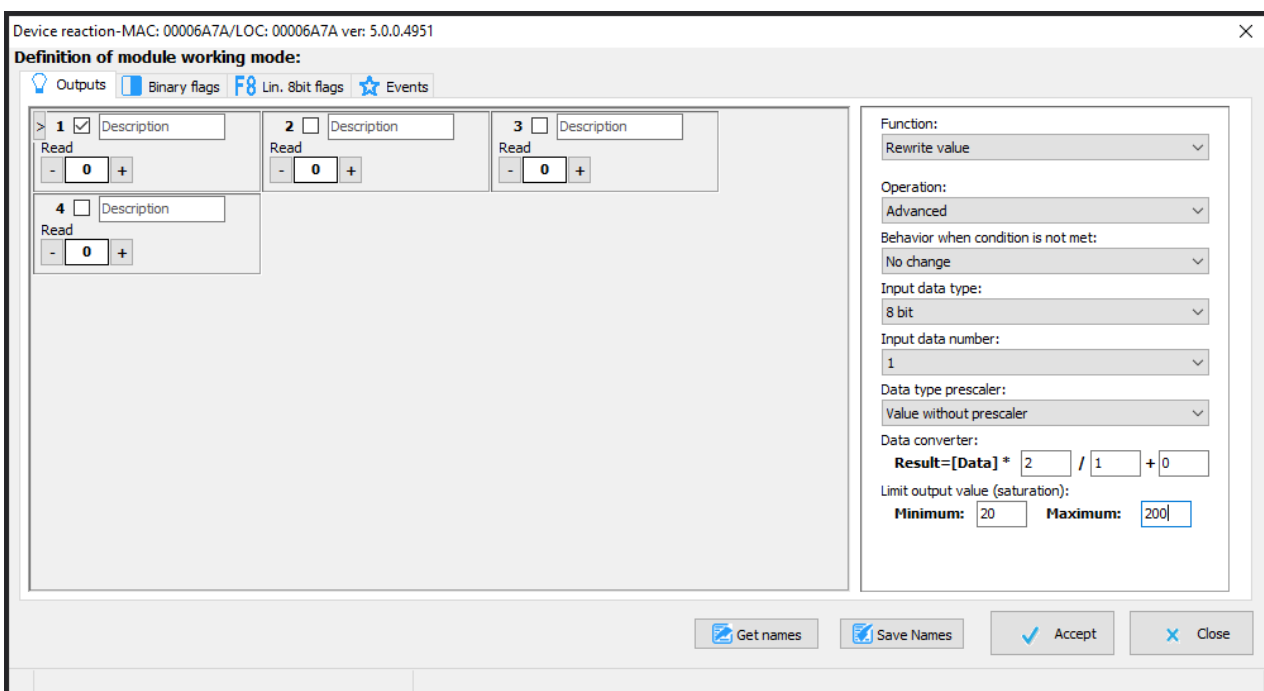 Device reaction-MAC: 00006A7A/LOC: 00006A7A ver: 5.0.0.4951
Definition of module working mode:
Outputs Binary flags F8 Lin. 8bit flags Events
> 1 Description 2 Description 3 Description
Read Read Read
- 0 + - 0 + - 0 +
4 Description
Read
- 0 +
Function:
Rewrite value
Operation:
Advanced
Behavior when condition is not met:
No change
Input data type:
8 bit
Input data number:
1
Data type prescaler:
Value without prescaler
Data converter:
Result=[Data] * 2 / 1 + 0
Limit output value (saturation):
Minimum: 20 Maximum: 200
Get names Save Names Accept Close